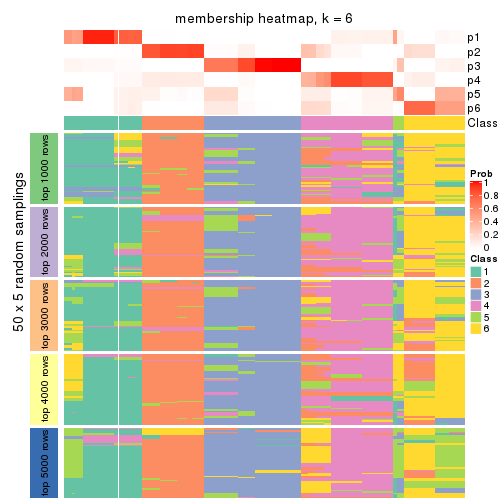 membership heatmap, k = 6
p1
p2
p3
p4
p5
p6
Class
50 x 5 random samplings
top 1000 rows
top 2000 rows
top 3000 rows
top 4000 rows
top 5000 rows
Prob
1
0.8
0.6
0.4
0.2
0
Class
1
2
3
4
5
6